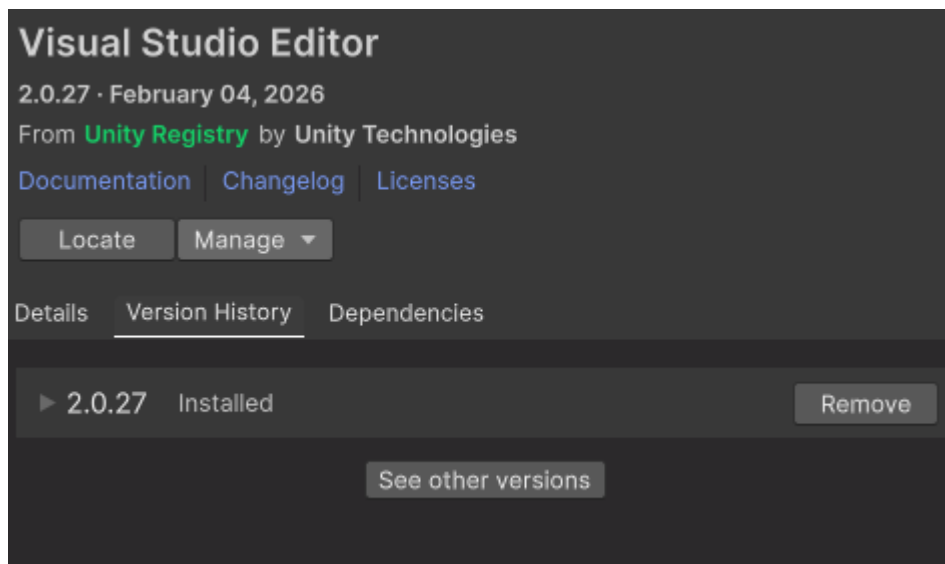 Visual Studio Editor
2.0.27 · February 04, 2026
From Unity Registry by Unity Technologies
Documentation Changelog Licenses
Locate Manage
Details Version History Dependencies
2.0.27 Installed Remove
See other versions